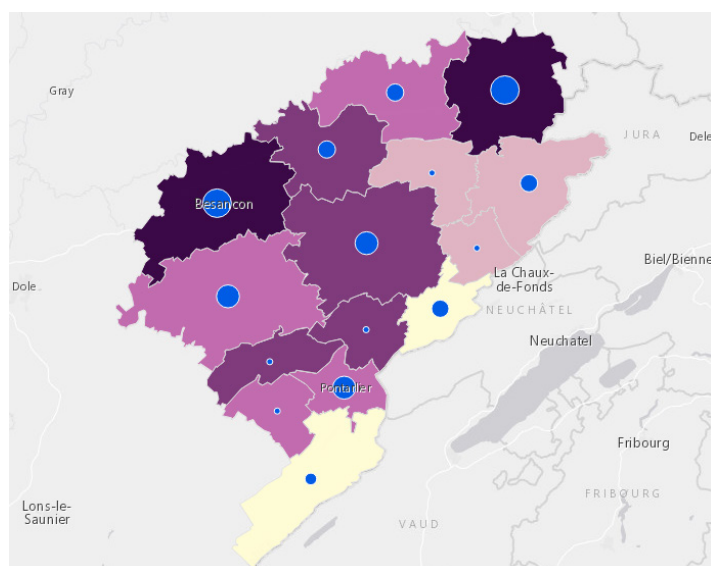 Gray
JURA
Dele
Besancon
La Chaux-
de-Fonds
Biel/Bienne
Dole
NEUCHÂTEL
Neuchatel
Pontarlier
Fribourg
FRIBOURG
Lons-le-
Saunier
VAUD